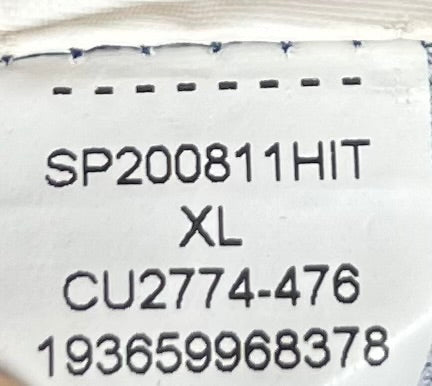 --------
SP200811HIT
XL
CU2774-476
193659968378